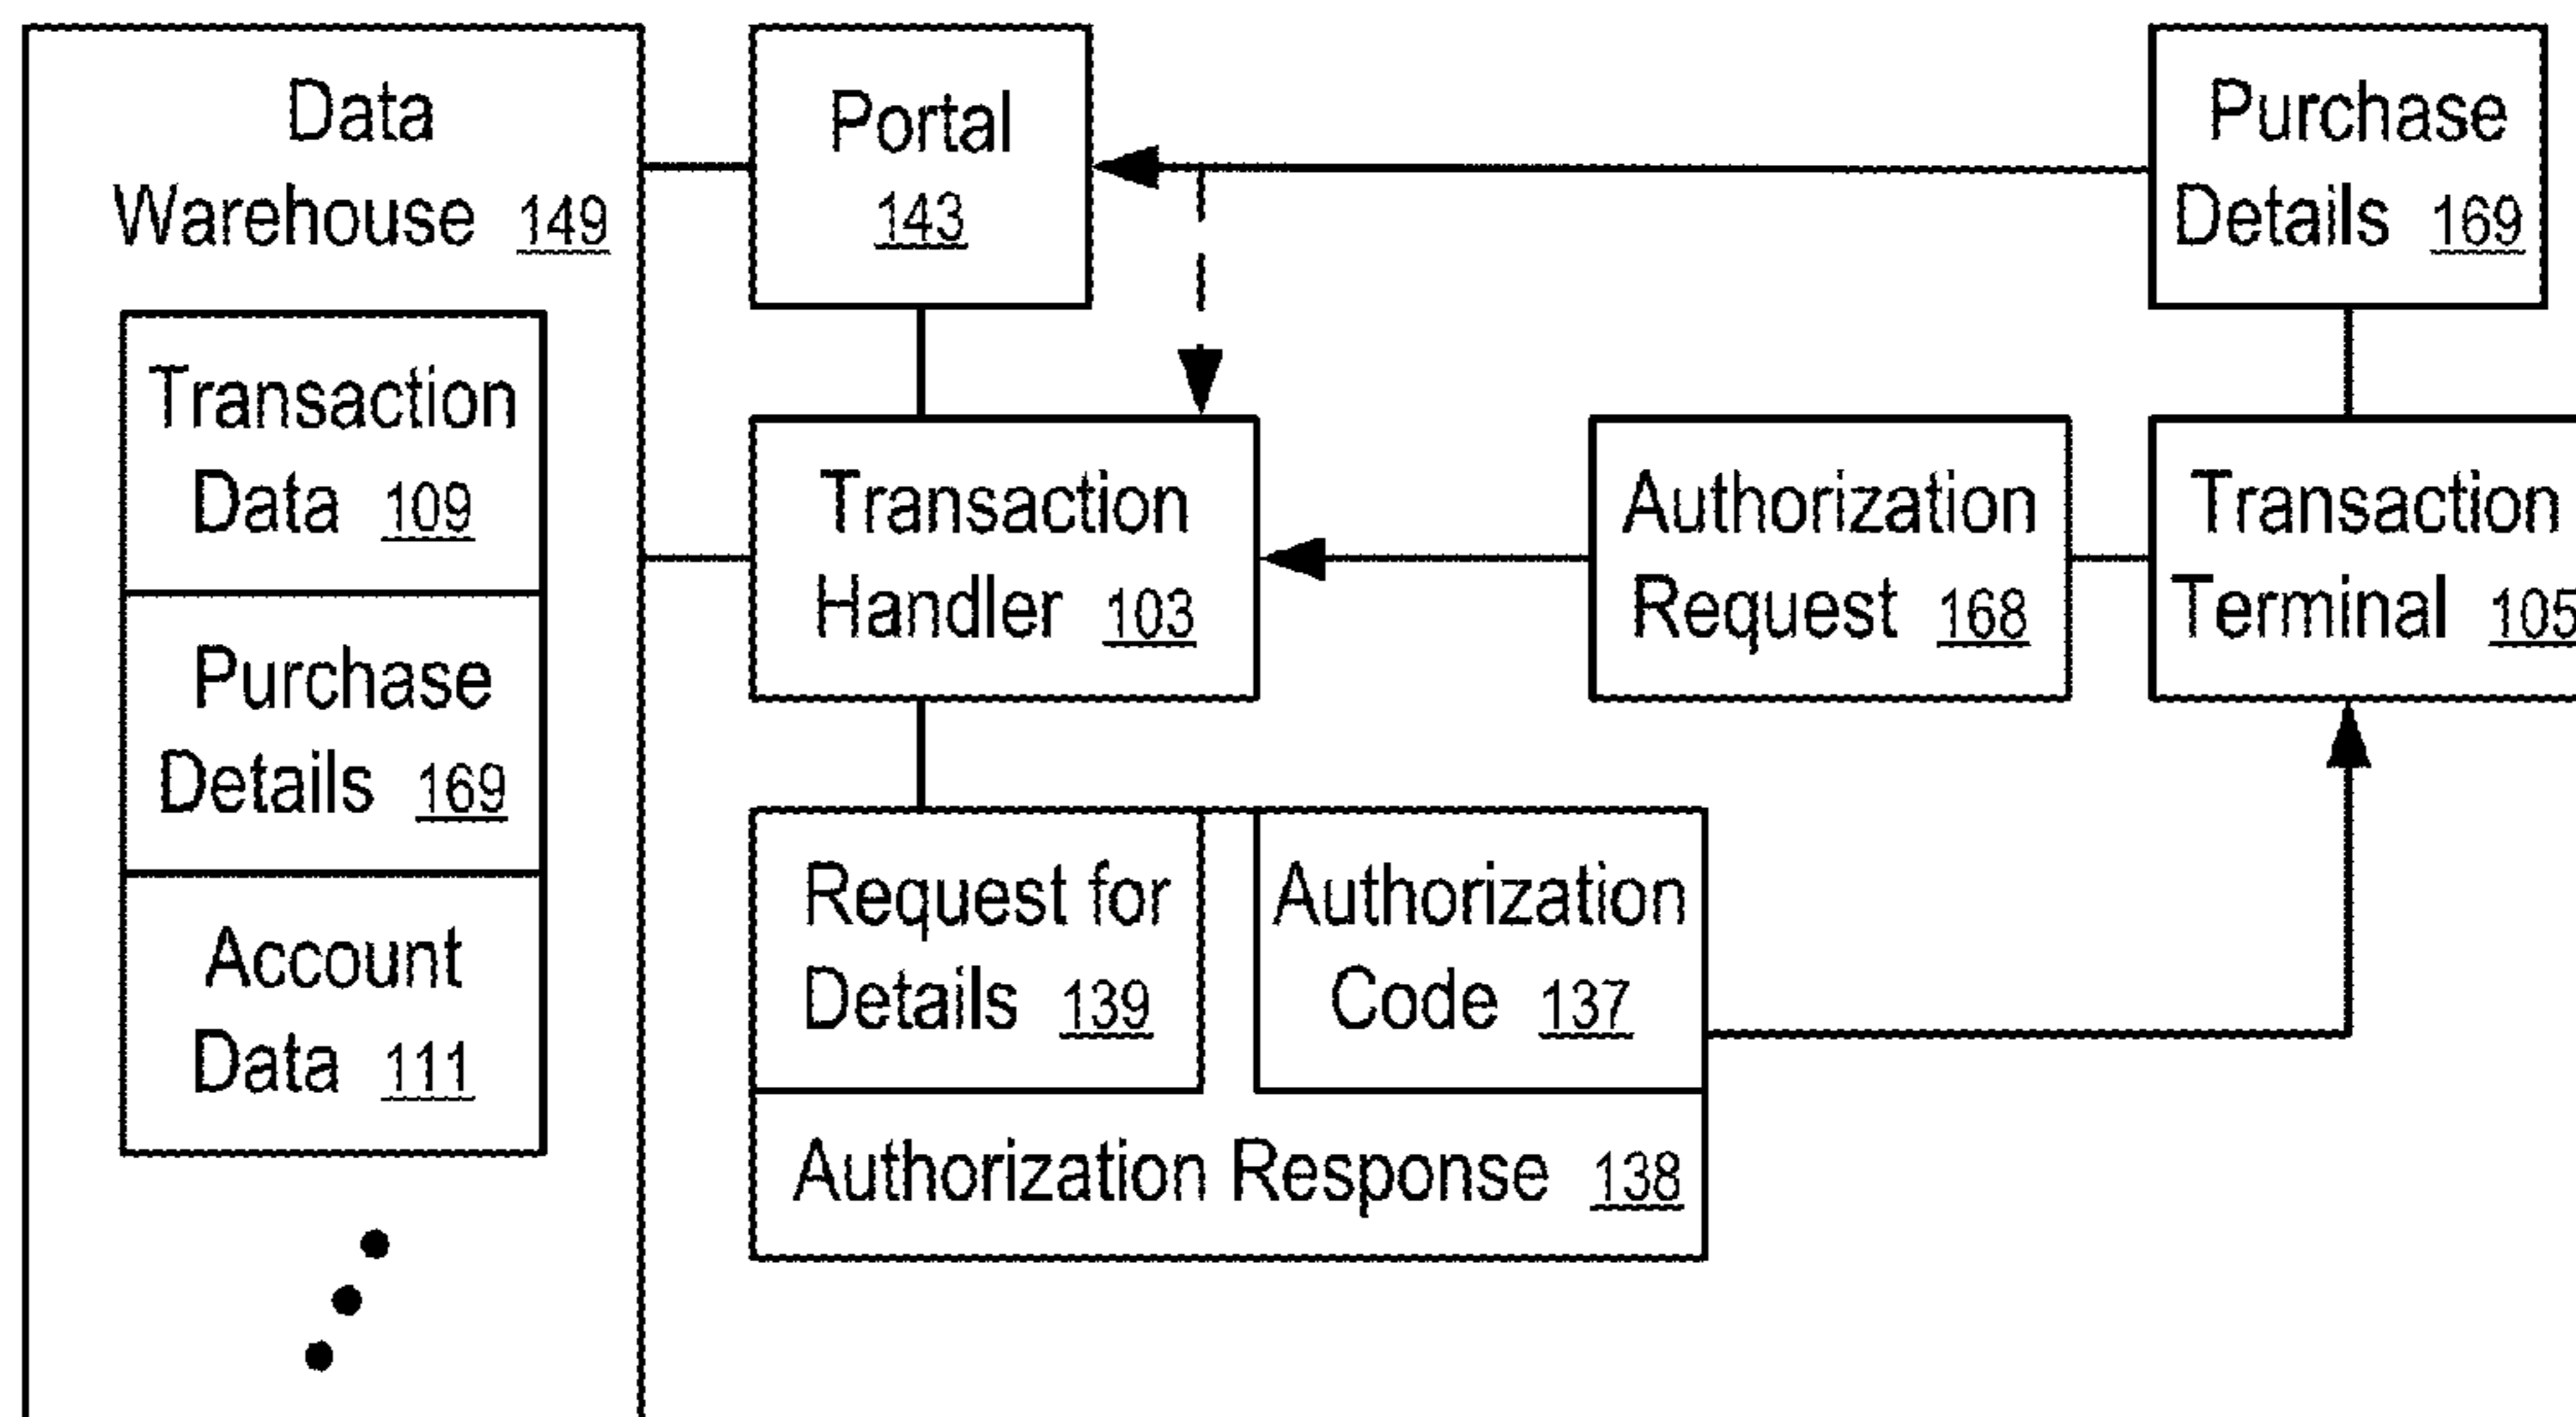 Data
Warehouse 149
Transaction
Data 109
Purchase
Details 169
Account
Data 111
Portal
143
Purchase
Details 169
Transaction
Handler 103
Authorization
Request 168
Transaction
Terminal 105
Request for
Details 139
Authorization
Code 137
Authorization Response 138